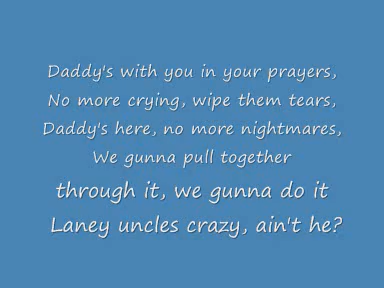 Daddy's with you in your prayers,
No more crying, wipe them tears,
Daddy's here, no more nightmares,
We gunna pull together
through it, we gunna do it
Laney uncles crazy, ain't he?